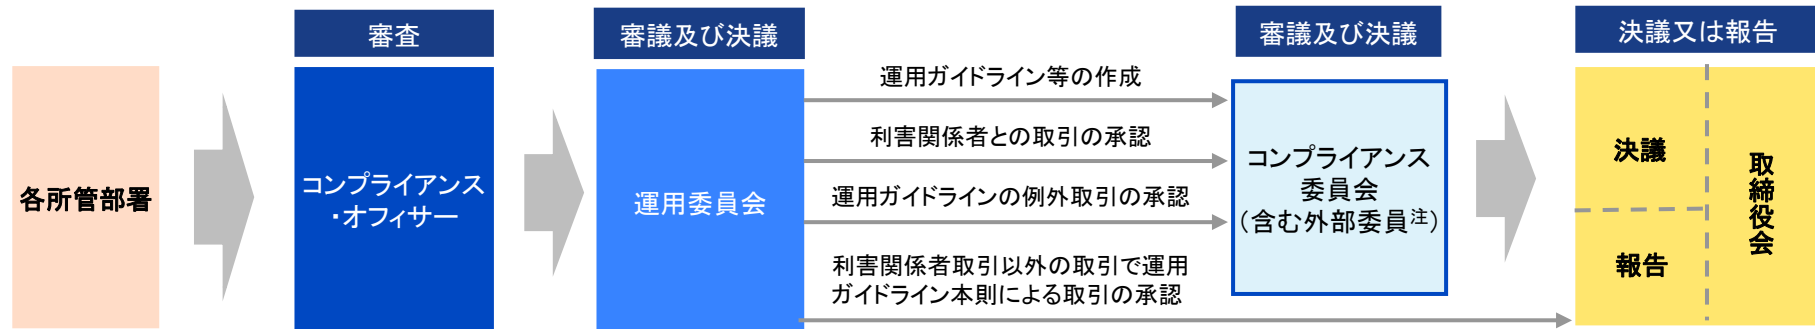 審査
審議及び決議
審議及び決議
決議又は報告
各所管部署
コンプライアンス
・オフィサー
運用委員会
運用ガイドライン等の作成
利害関係者との取引の承認
運用ガイドラインの例外取引の承認
利害関係者取引以外の取引で運用
ガイドライン本則による取引の承認
コンプライアンス
委員会
（含む外部委員注）
決議
報告
取締役会